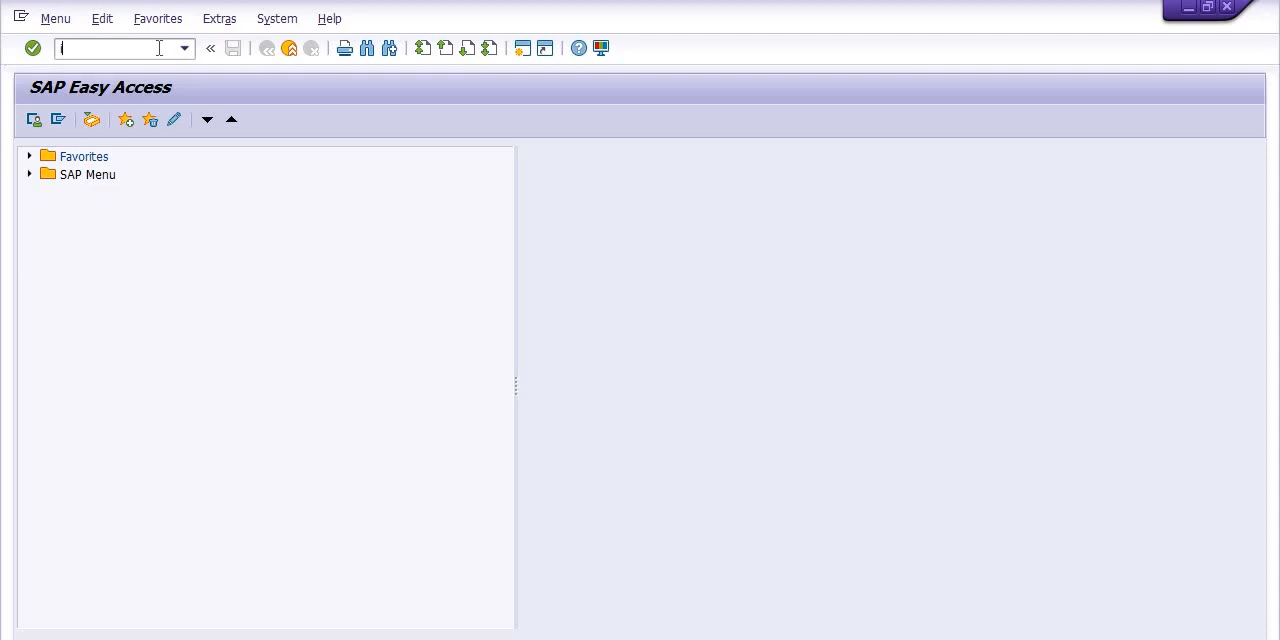 Menu Edit Favorites Extras System Help
i
SAP Easy Access
Favorites
SAP Menu